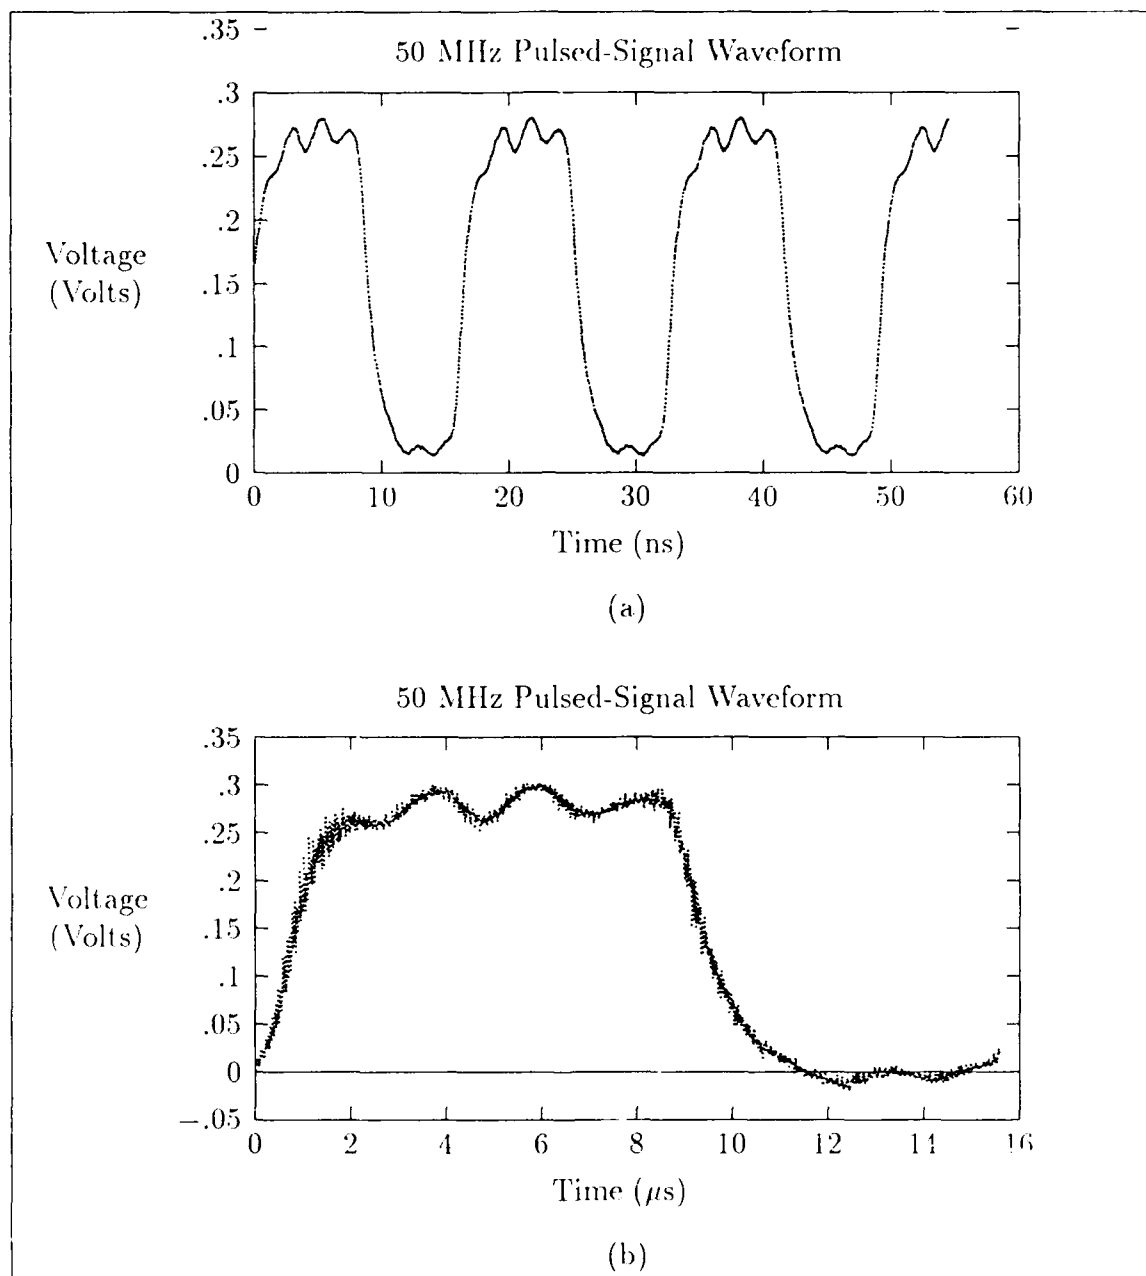 .35
50 MHz Pulsed-Signal Waveform
.3
.25
.2
Voltage
(Volts)
.15
.1
.05
0
0 10 20 30 40 50 60
Time (ns)
(a)
50 MHz Pulsed-Signal Waveform
.35
.3
.25
.2
Voltage
(Volts)
.15
.1
.05
0
−.05
0 2 4 6 8 10 12 14 16
Time (μs)
(b)